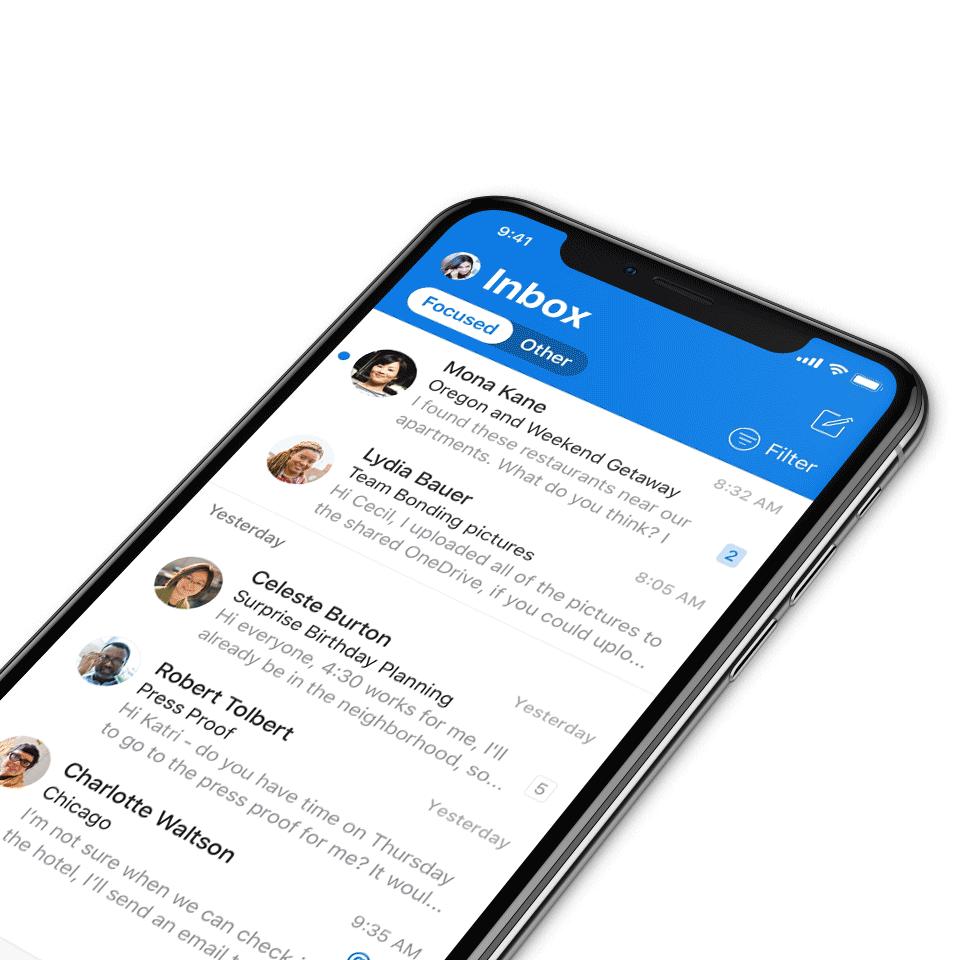 9:41
Inbox
Focused
Other
Filter
Mona Kane
8:32 AM
Oregon and Weekend Getaway
I found these restaurants near our
apartments. What do you think? I
2
Lydia Bauer
8:05 AM
Team Bonding pictures
Hi Cecil, I uploaded all of the pictures to
the shared OneDrive, if you could uplo...
Yesterday
Celeste Burton
Yesterday
Surprise Birthday Planning
Hi everyone, 4:30 works for me, I'll
already be in the neighborhood, so...
5
Robert Tolbert
Yesterday
Press Proof
Hi Katri - do you have time on Thursday
to go to the press proof for me? It woul...
Charlotte Waltson
9:35 AM
Chicago
I'm not sure when we can check
the hotel, I'll send an email